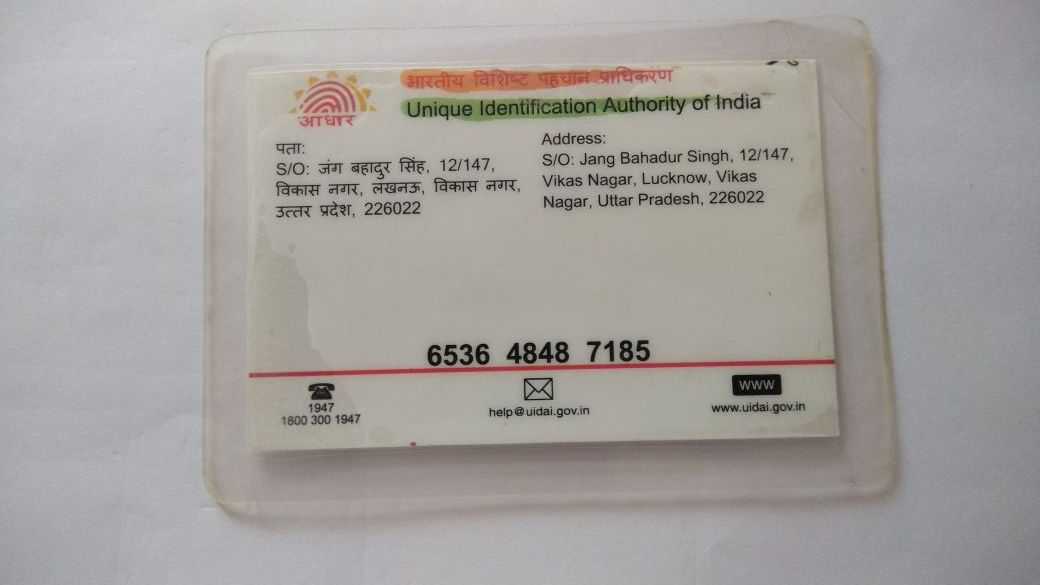 भारतीय विशिष्ट पहचान प्राधिकरण
Unique Identification Authority of India
आधार
पता:
S/O: जंग बहादुर सिंह, 12/147,
विकास नगर, लखनऊ, विकास नगर,
उत्तर प्रदेश, 226022
Address:
S/O: Jang Bahadur Singh, 12/147,
Vikas Nagar, Lucknow, Vikas
Nagar, Uttar Pradesh, 226022
6536 4848 7185
1947
1800 300 1947
help@uidai.gov.in
www
www.uidai.gov.in